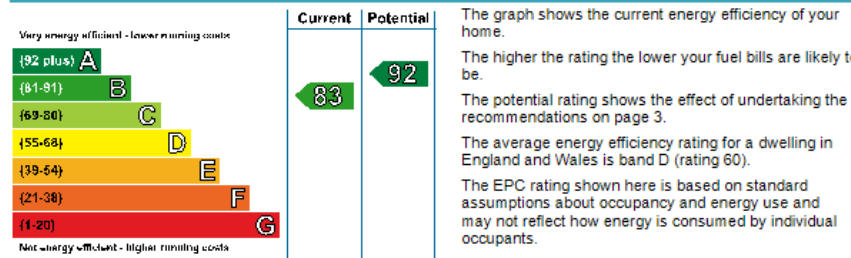 Current Potential
Very energy efficient - lower running costs
(92 plus) A
(81-91) B
(69-80) C
(55-68) D
(39-54) E
(21-38) F
(1-20) G
Not energy efficient - higher running costs
83
92
The graph shows the current energy efficiency of your
home.
The higher the rating the lower your fuel bills are likely to
be.
The potential rating shows the effect of undertaking the
recommendations on page 3.
The average energy efficiency rating for a dwelling in
England and Wales is band D (rating 60).
The EPC rating shown here is based on standard
assumptions about occupancy and energy use and
may not reflect how energy is consumed by individual
occupants.